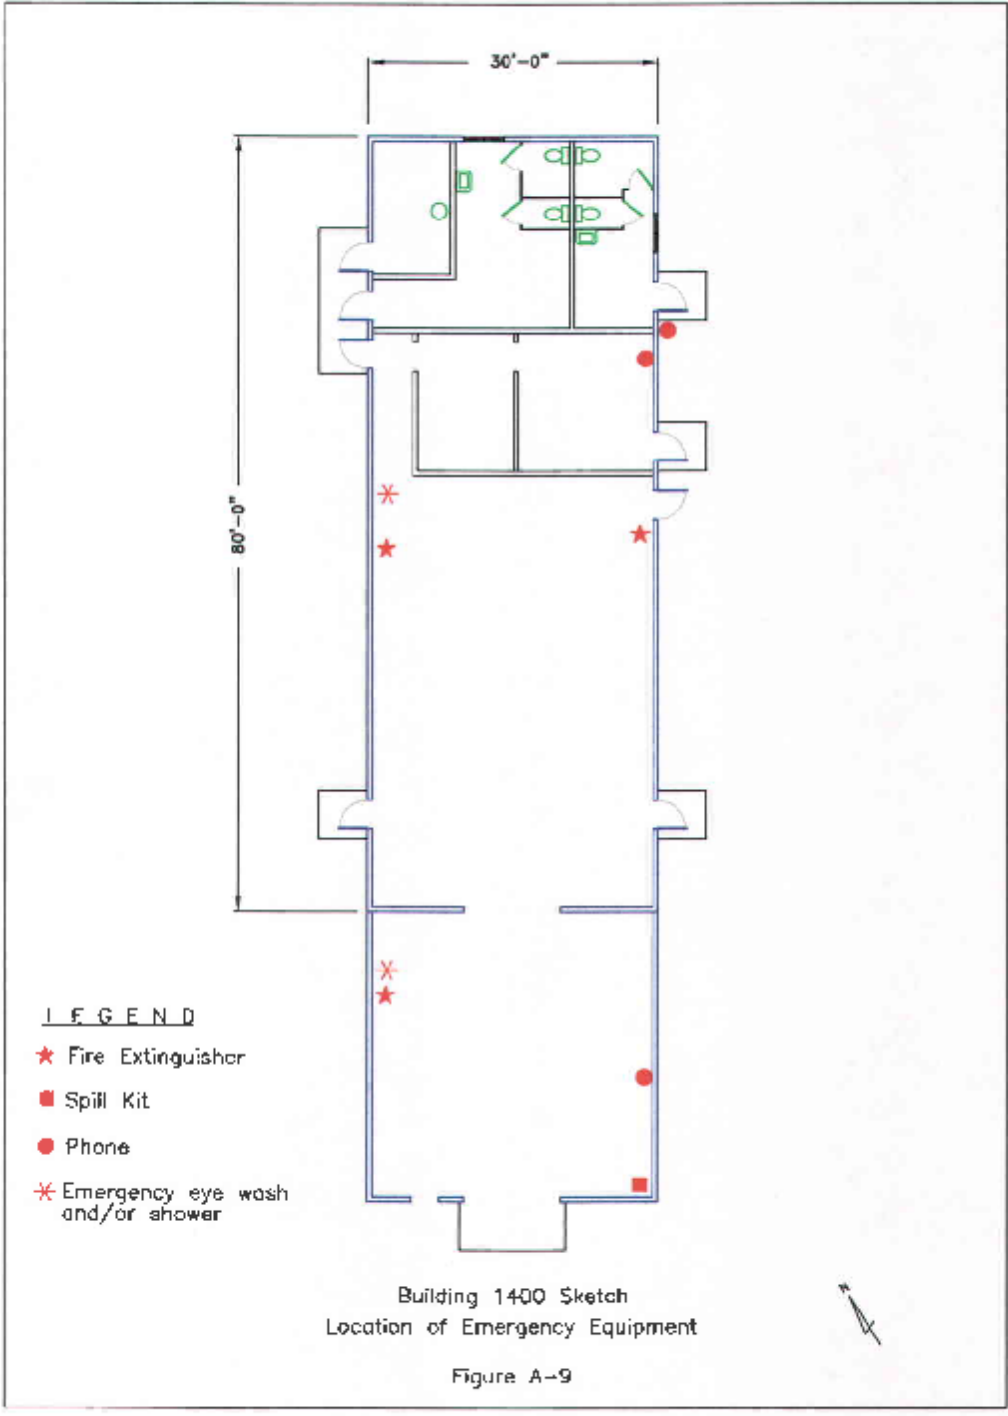 30'-0"
80'-0"
LEGEND
Fire Extinguisher
Spill Kit
Phone
Emergency eye wash
and/or shower
N
Building 1400 Sketch
Location of Emergency Equipment
Figure A-9